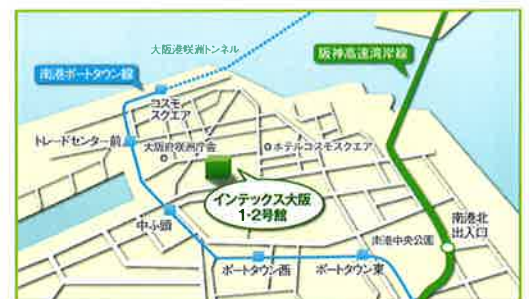 大阪港咲洲トンネル
阪神高速湾岸線
南港ポートタウン線
コスモ
スクエア
トレードセンター前
大阪府咲洲庁舎
ホテルコスモスクエア
インテックス大阪
1・2号館
中ふ頭
南港北
出入口
南港中央公園
ポートタウン西
ポートタウン東